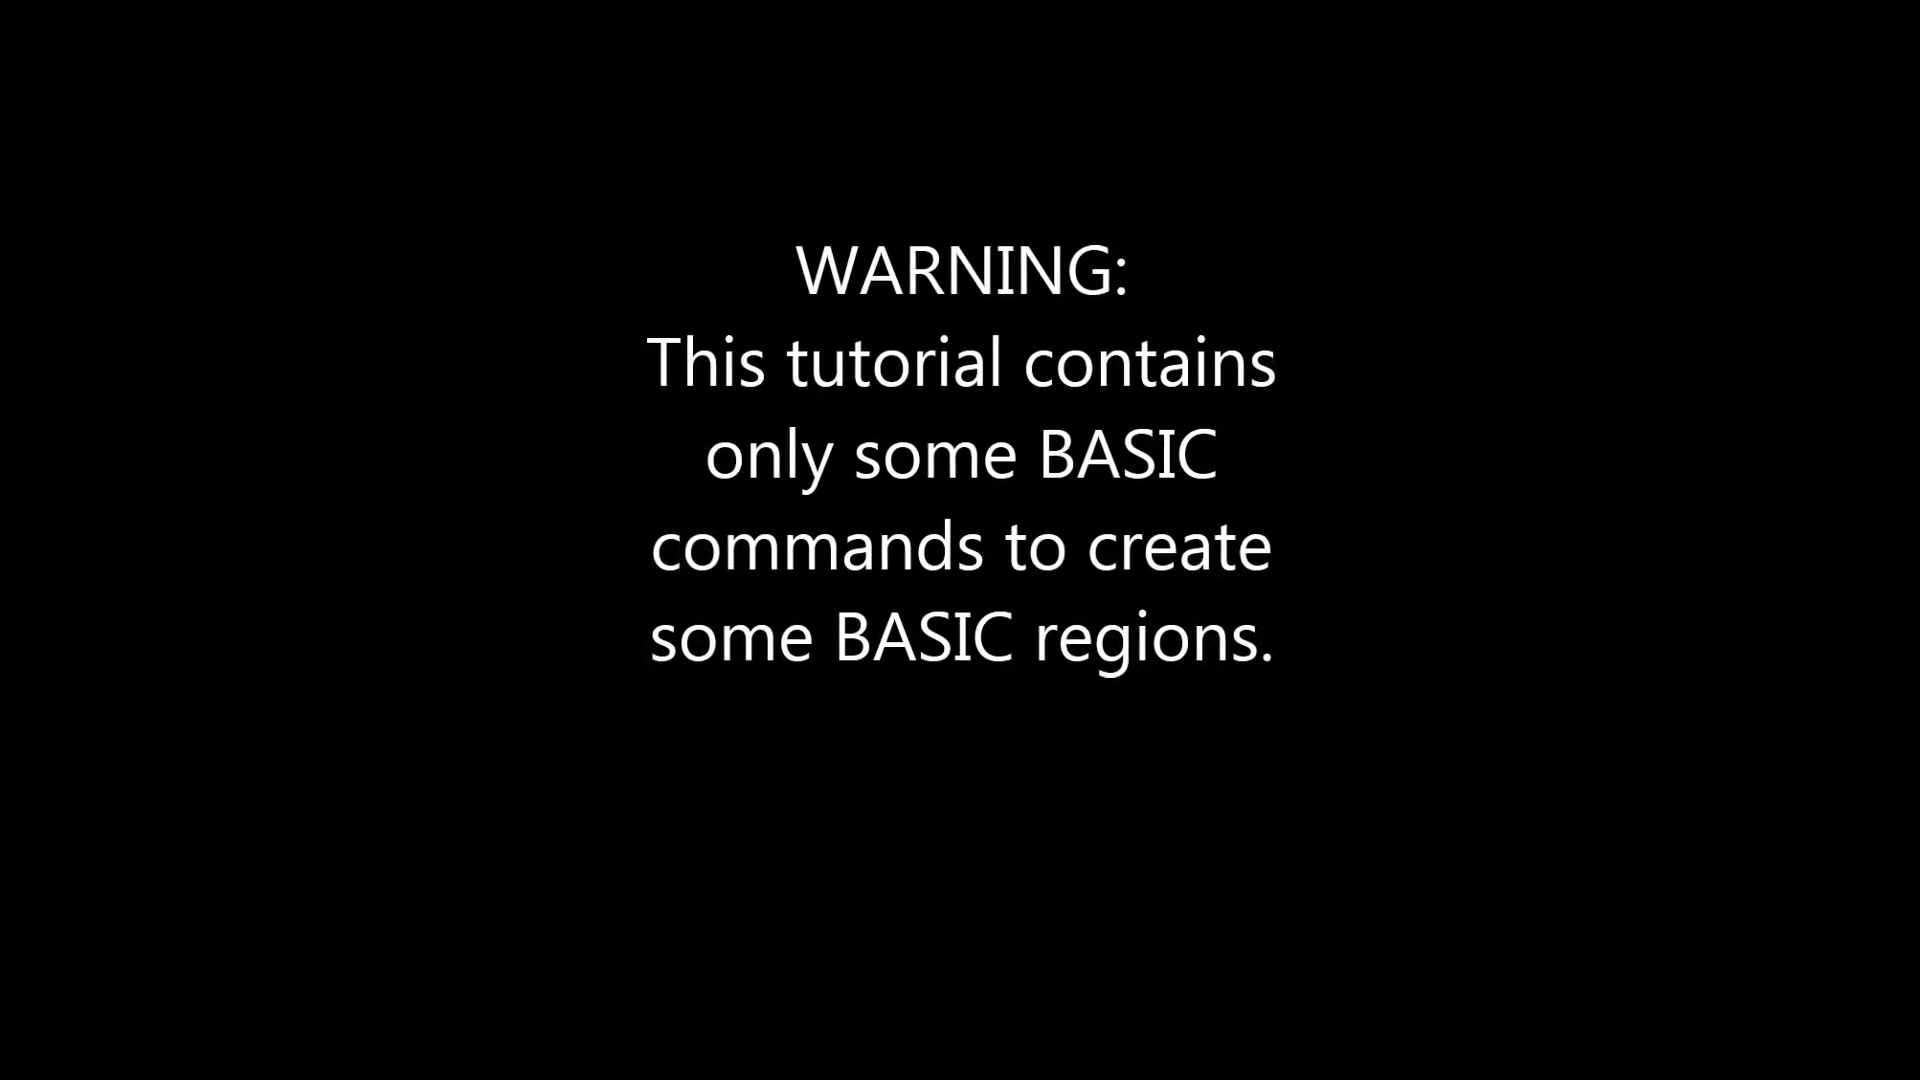 WARNING:
This tutorial contains
only some BASIC
commands to create
some BASIC regions.